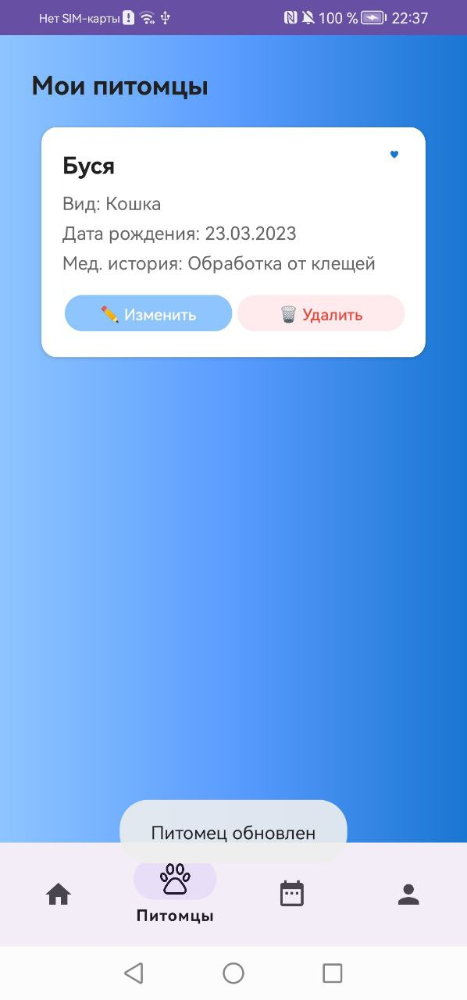 Нет SIM-карты 100 % 22:37
Мои питомцы
Буся
Вид: Кошка
Дата рождения: 23.03.2023
Мед. история: Обработка от клещей
✏️ Изменить 🗑️ Удалить
Питомец обновлен
Питомцы